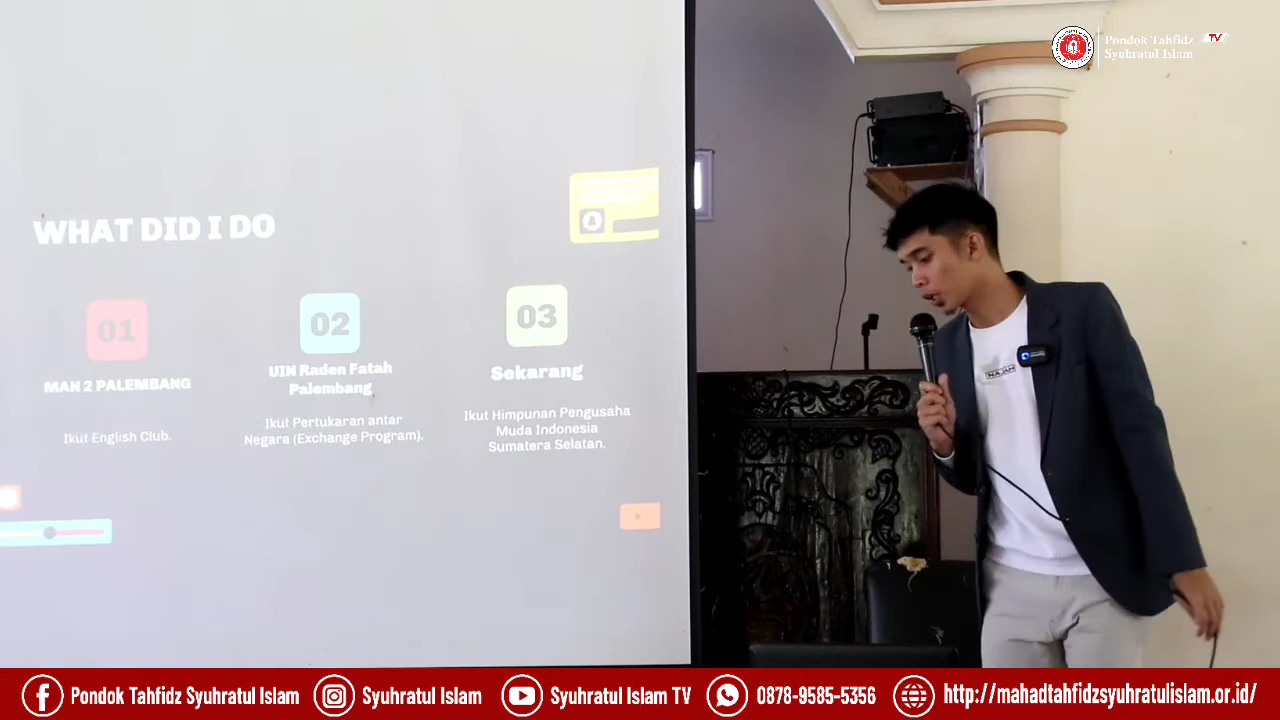 Pondok Tahfidz
Syuhratul Islam
TV
WHAT DID I DO
01
MAN 2 PALEMBANG
Ikut English Club.
02
UIN Raden Fatah
Palembang
Ikut Pertukaran antar
Negara (Exchange Program).
03
Sekarang
Ikut Himpunan Pengusaha
Muda Indonesia
Sumatera Selatan.
NAJAH
Pondok Tahfidz Syuhratul Islam
Syuhratul Islam
Syuhratul Islam TV
0878-9585-5356
http://mahadtahfidzsyuhratulislam.or.id/